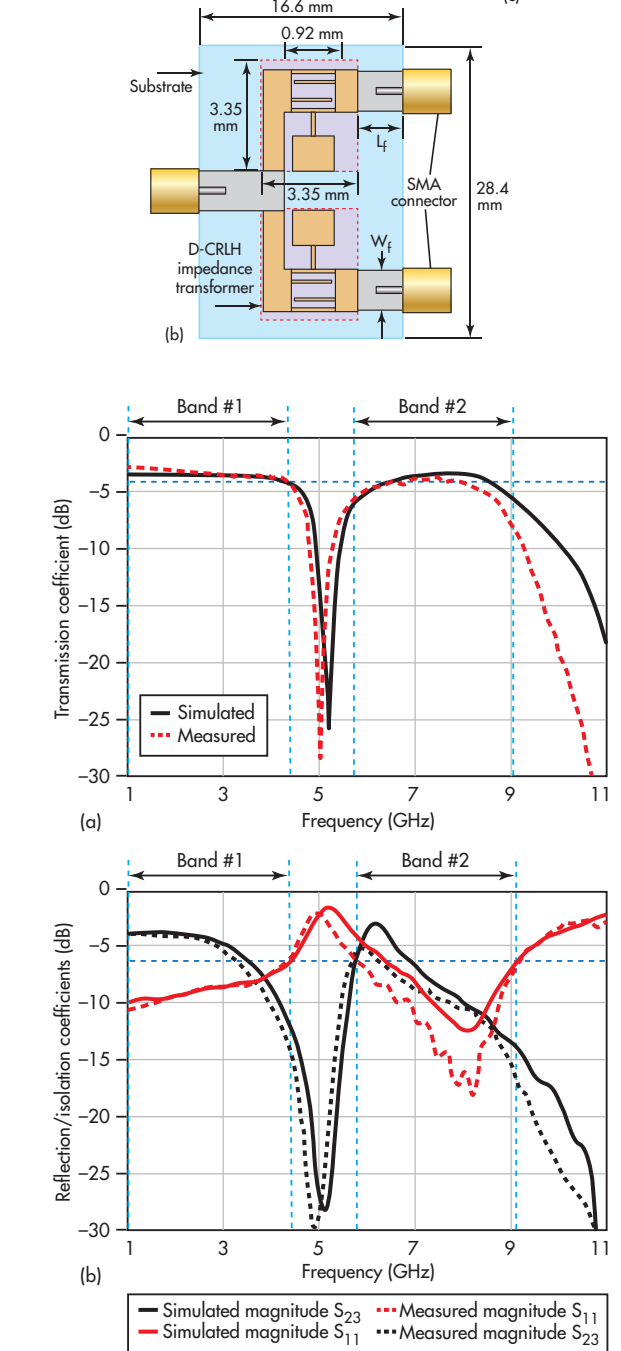 16.6 mm
0.92 mm
Substrate
3.35
mm
L_f
3.35 mm
SMA
connector
28.4
mm
W_f
D-CRLH
impedance
transformer
(b)
Band #1
Band #2
0
–5
–10
–15
–20
–25
–30
Transmission coefficient (dB)
Simulated
Measured
1 3 5 7 9 11
(a)
Frequency (GHz)
Band #1
Band #2
0
–5
–10
–15
–20
–25
–30
Reflection/isolation coefficients (dB)
1 3 5 7 9 11
(b)
Frequency (GHz)
Simulated magnitude S23
Measured magnitude S11
Simulated magnitude S11
Measured magnitude S23